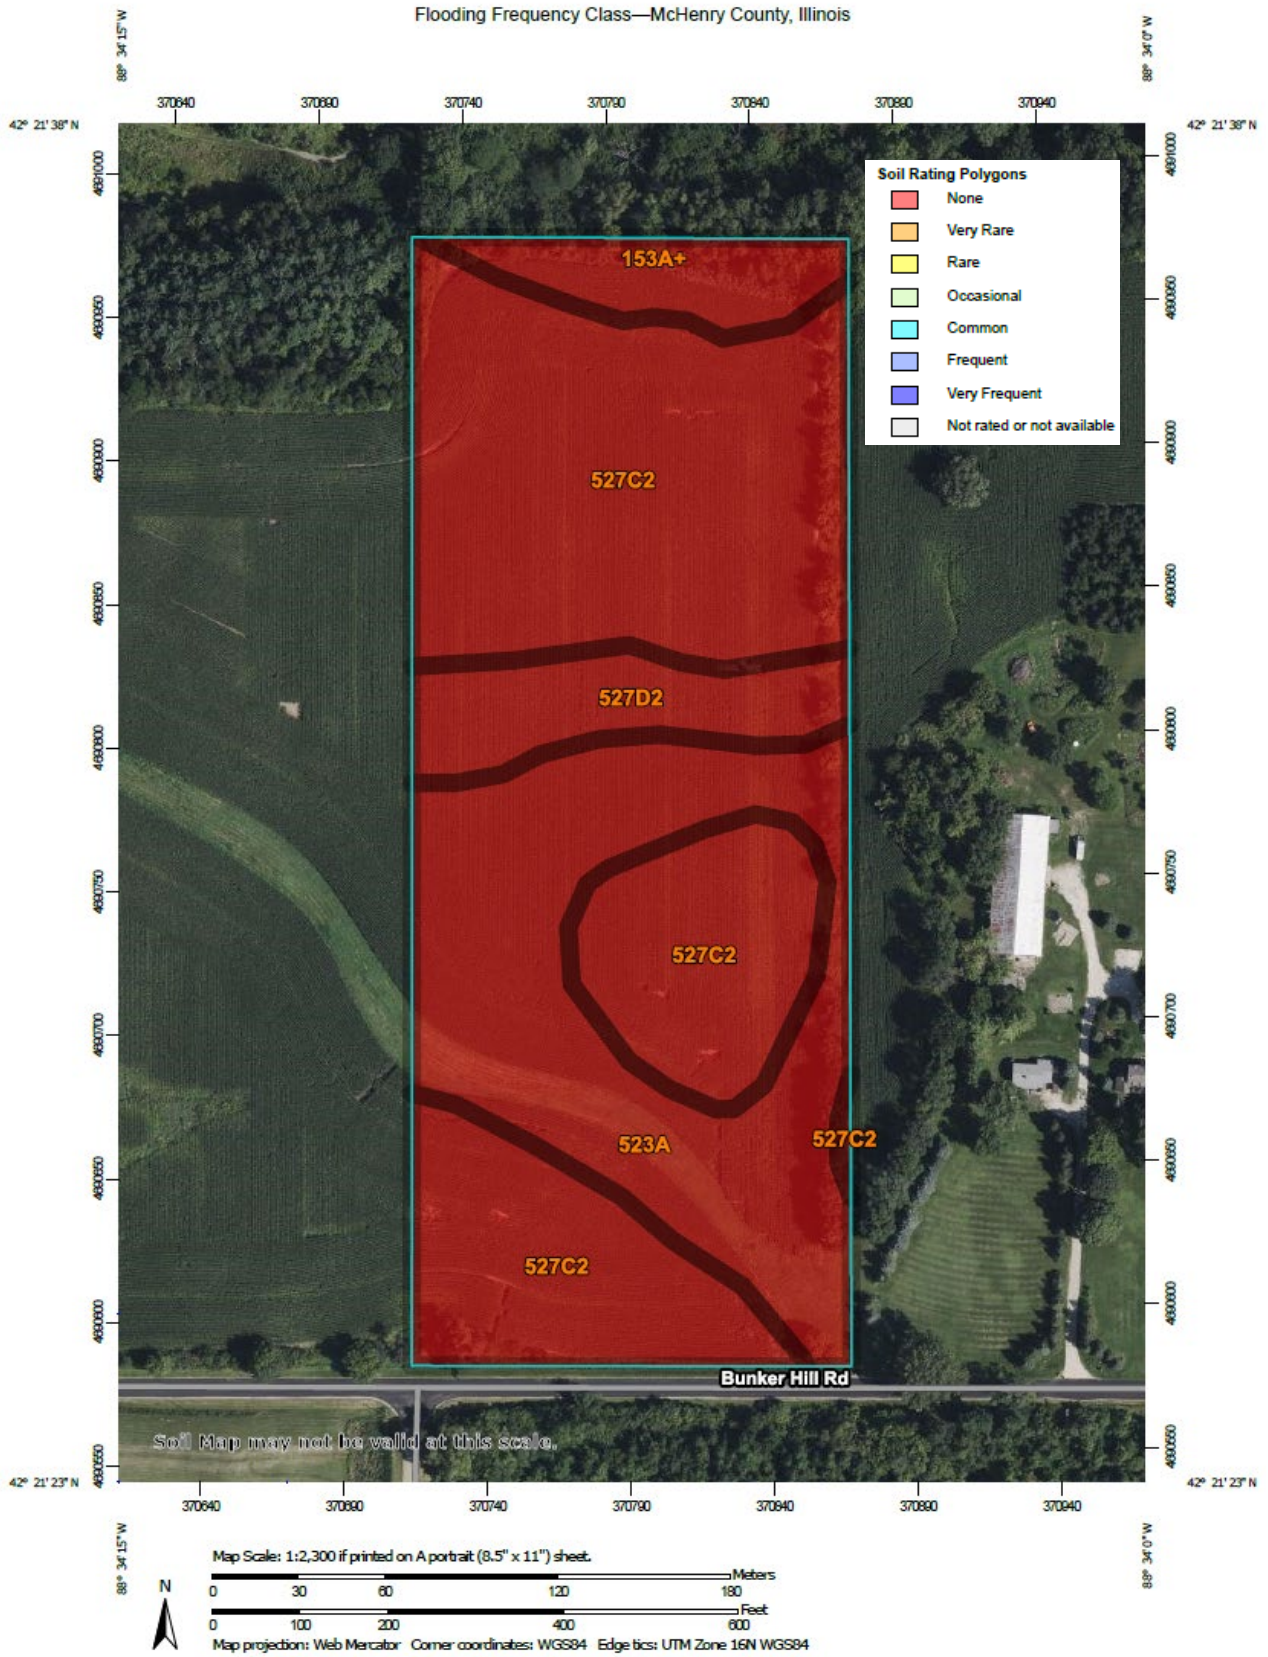 Flooding Frequency Class—McHenry County, Illinois
88° 34' 15" W
88° 34' 0" W
370640 370690 370740 370790 370840 370890 370940
42° 21' 38" N
42° 21' 38" N
4691000
4691000
Soil Rating Polygons
None
Very Rare
Rare
Occasional
Common
Frequent
Very Frequent
Not rated or not available
153A+
4690950
4690950
527C2
4690900
4690900
4690850
4690850
527D2
4690800
4690800
527C2
4690750
4690750
4690700
4690700
523A
527C2
4690650
4690650
527C2
4690600
4690600
Bunker Hill Rd
Soil Map may not be valid at this scale.
4690550
4690550
42° 21' 23" N
42° 21' 23" N
370640 370690 370740 370790 370840 370890 370940
88° 34' 15" W
88° 34' 0" W
Map Scale: 1:2,300 if printed on A portrait (8.5" x 11") sheet.
N
Meters
0 30 60 120 180
Feet
0 100 200 400 600
Map projection: Web Mercator Corner coordinates: WGS84 Edge tics: UTM Zone 16N WGS84